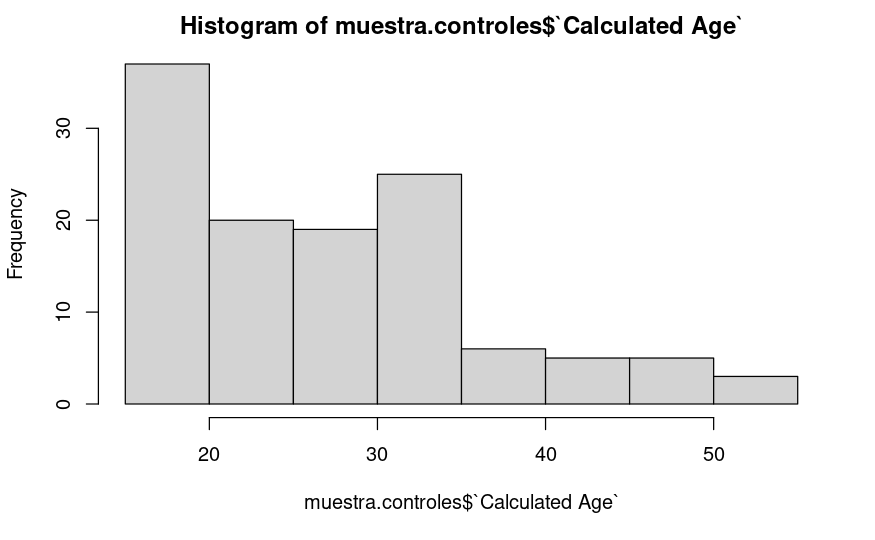 Histogram of muestra.controles$`Calculated Age`
Frequency
30
20
10
0
20 30 40 50
muestra.controles$`Calculated Age`